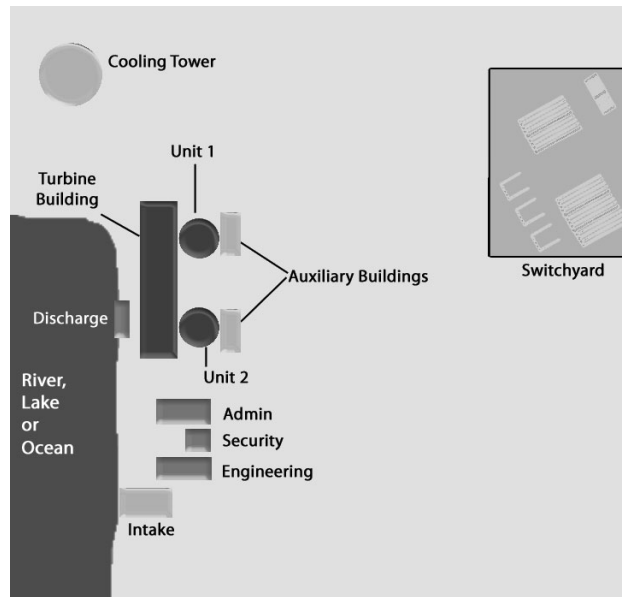 Cooling Tower
Unit 1
Turbine
Building
Auxiliary Buildings
Switchyard
Discharge
Unit 2
River,
Lake
or
Ocean
Admin
Security
Engineering
Intake